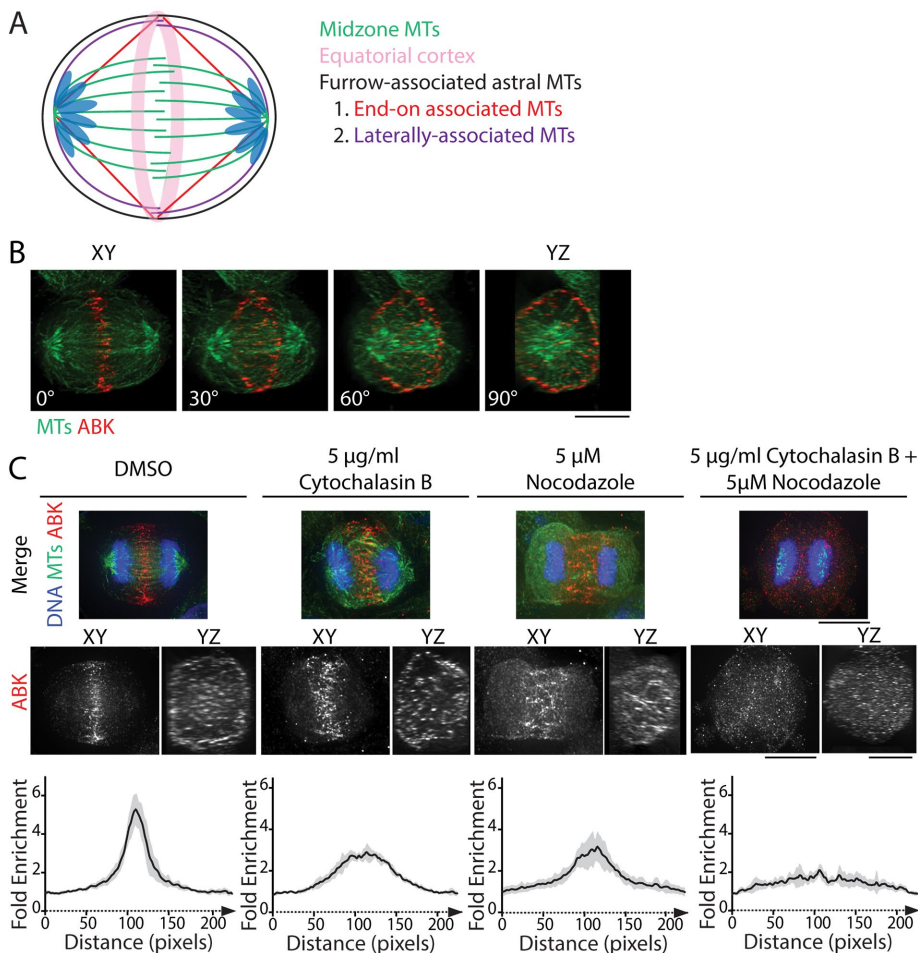 A
Midzone MTs
Equatorial cortex
Furrow-associated astral MTs
1. End-on associated MTs
2. Laterally-associated MTs
B
XY
YZ
0°
30°
60°
90°
MTs ABK
C
DMSO
5 µg/ml
Cytochalasin B
5 µM
Nocodazole
5 µg/ml Cytochalasin B +
5µM Nocodazole
Merge
DNA MTs ABK
XY
YZ
XY
YZ
XY
YZ
XY
YZ
ABK
Fold Enrichment
6
4
2
0
0
50
100
150
200
Distance (pixels)
Fold Enrichment
6
4
2
0
0
50
100
150
200
Distance (pixels)
Fold Enrichment
6
4
2
0
0
50
100
150
200
Distance (pixels)
Fold Enrichment
6
4
2
0
0
50
100
150
200
Distance (pixels)